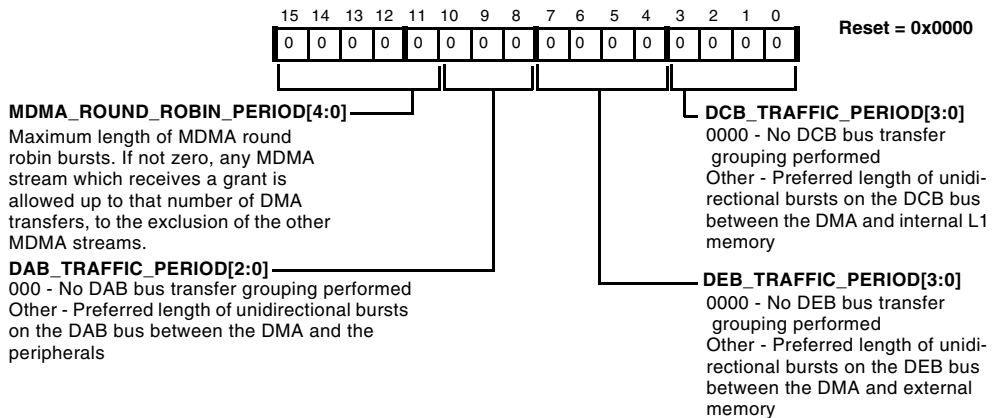 15 14 13 12 11 10 9 8 7 6 5 4 3 2 1 0
Reset = 0x0000
0 0 0 0 0 0 0 0 0 0 0 0 0 0 0 0
MDMA_ROUND_ROBIN_PERIOD[4:0]
Maximum length of MDMA round
robin bursts. If not zero, any MDMA
stream which receives a grant is
allowed up to that number of DMA
transfers, to the exclusion of the other
MDMA streams.
DAB_TRAFFIC_PERIOD[2:0]
000 - No DAB bus transfer grouping performed
Other - Preferred length of unidirectional bursts
on the DAB bus between the DMA and the
peripherals
DCB_TRAFFIC_PERIOD[3:0]
0000 - No DCB bus transfer
grouping performed
Other - Preferred length of unidi-
rectional bursts on the DCB bus
between the DMA and internal L1
memory
DEB_TRAFFIC_PERIOD[3:0]
0000 - No DEB bus transfer
grouping performed
Other - Preferred length of unidi-
rectional bursts on the DEB bus
between the DMA and external
memory